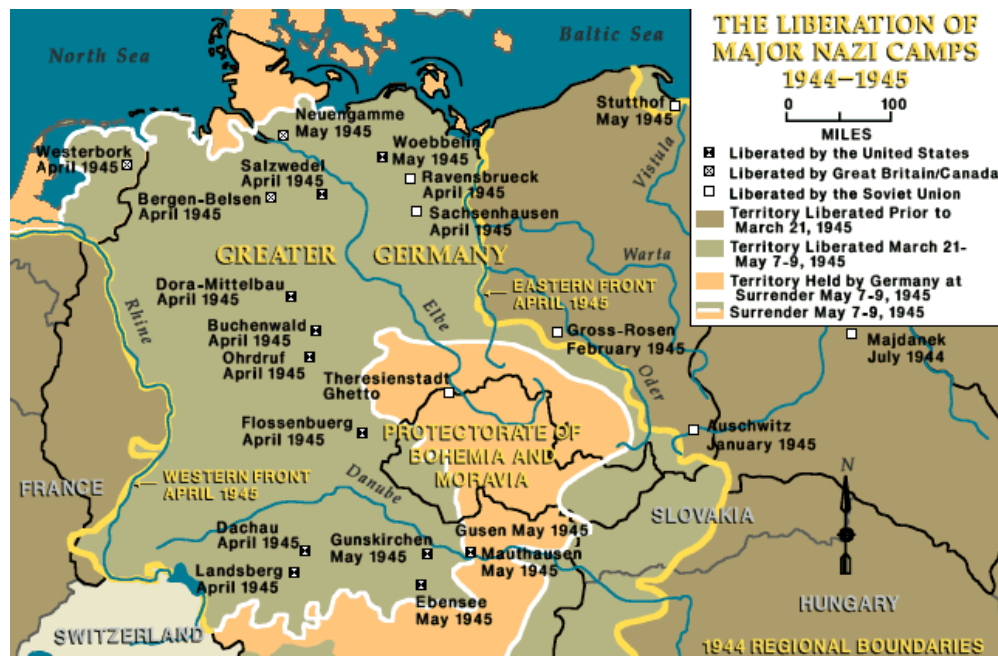 THE LIBERATION OF
MAJOR NAZI CAMPS
1944–1945
0 100
MILES
Liberated by the United States
Liberated by Great Britain/Canada
Liberated by the Soviet Union
Territory Liberated Prior to
March 21, 1945
Territory Liberated March 21-
May 7-9, 1945
Territory Held by Germany at
Surrender May 7-9, 1945
Surrender May 7-9, 1945
North Sea
Baltic Sea
Stutthof
May 1945
Neuengamme
May 1945
Westerbork
April 1945
Woebbelin
May 1945
Salzwedel
April 1945
Ravensbrueck
April 1945
Bergen-Belsen
April 1945
Sachsenhausen
April 1945
Vistula
Warta
GREATER GERMANY
Dora-Mittelbau
April 1945
EASTERN FRONT
APRIL 1945
Rhine
Elbe
Buchenwald
April 1945
Gross-Rosen
February 1945
Majdanek
July 1944
Ohrdruf
April 1945
Theresienstadt
Ghetto
Oder
Flossenbuerg
April 1945
PROTECTORATE OF
BOHEMIA AND
MORAVIA
Auschwitz
January 1945
WESTERN FRONT
APRIL 1945
FRANCE
Danube
N
SLOVAKIA
Dachau
April 1945
Gunskirchen
May 1945
Gusen May 1945
Mauthausen
May 1945
Landsberg
April 1945
Ebensee
May 1945
HUNGARY
SWITZERLAND
1944 REGIONAL BOUNDARIES